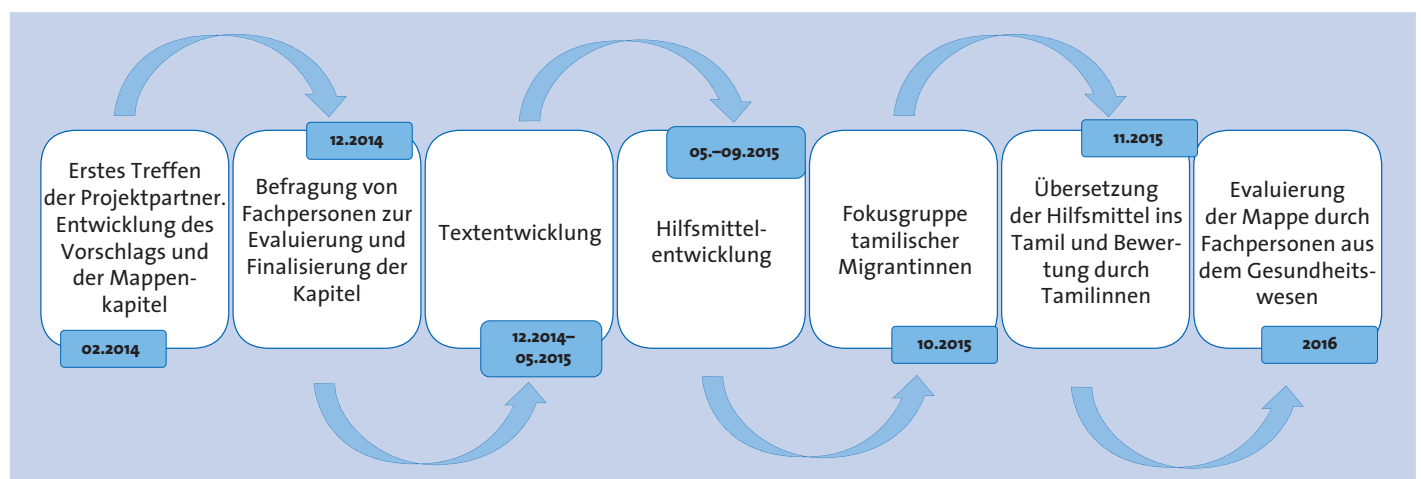 Erstes Treffen
der Projektpartner.
Entwicklung des
Vorschlags und
der Mappen-
kapitel
02.2014
12.2014
Befragung von
Fachpersonen zur
Evaluierung und
Finalisierung der
Kapitel
Textentwicklung
12.2014–
05.2015
05.–09.2015
Hilfsmittel-
entwicklung
Fokusgruppe
tamilischer
Migrantinnen
10.2015
11.2015
Übersetzung
der Hilfsmittel ins
Tamil und Bewer-
tung durch
Tamilinnen
Evaluierung
der Mappe durch
Fachpersonen aus
dem Gesundheits-
wesen
2016